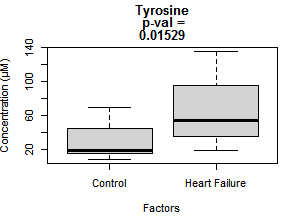 Tyrosine
p-val =
0.01529
Concentration (µM)
140
100
60
20
Control
Heart Failure
Factors